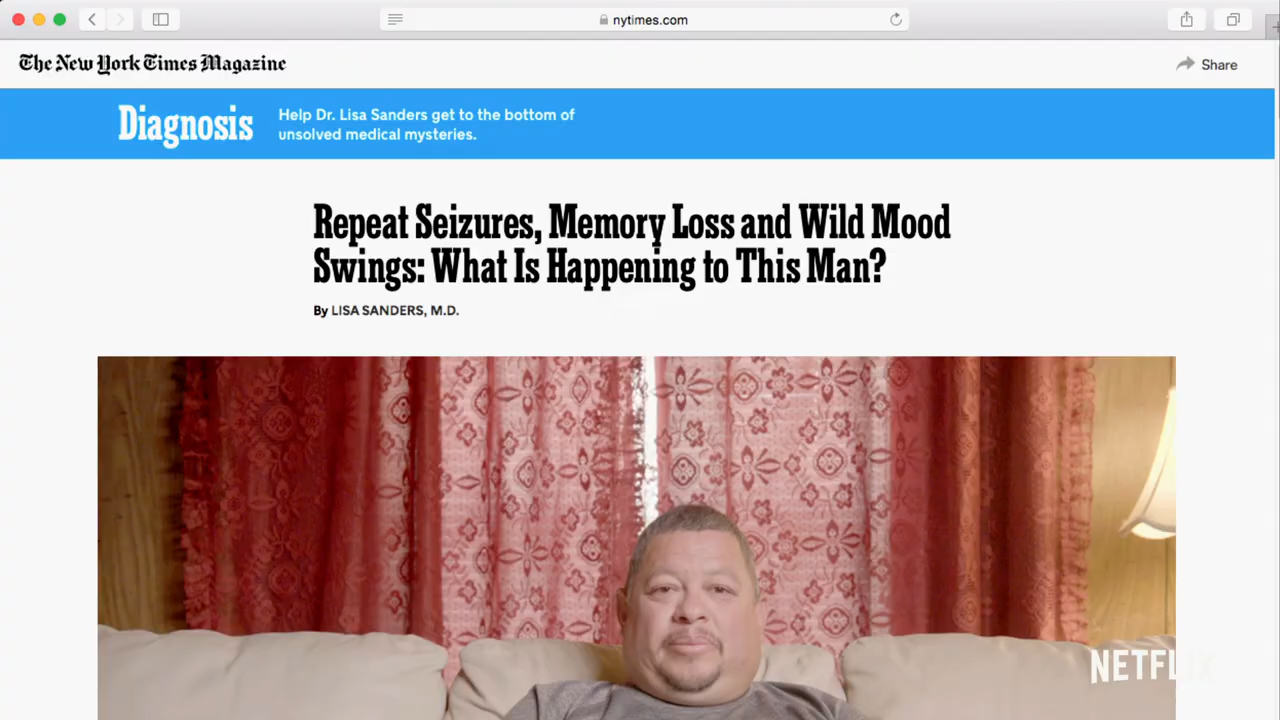 nytimes.com
The New York Times Magazine
Share
Diagnosis
Help Dr. Lisa Sanders get to the bottom of
unsolved medical mysteries.
Repeat Seizures, Memory Loss and Wild Mood
Swings: What Is Happening to This Man?
By LISA SANDERS, M.D.
NETFLIX